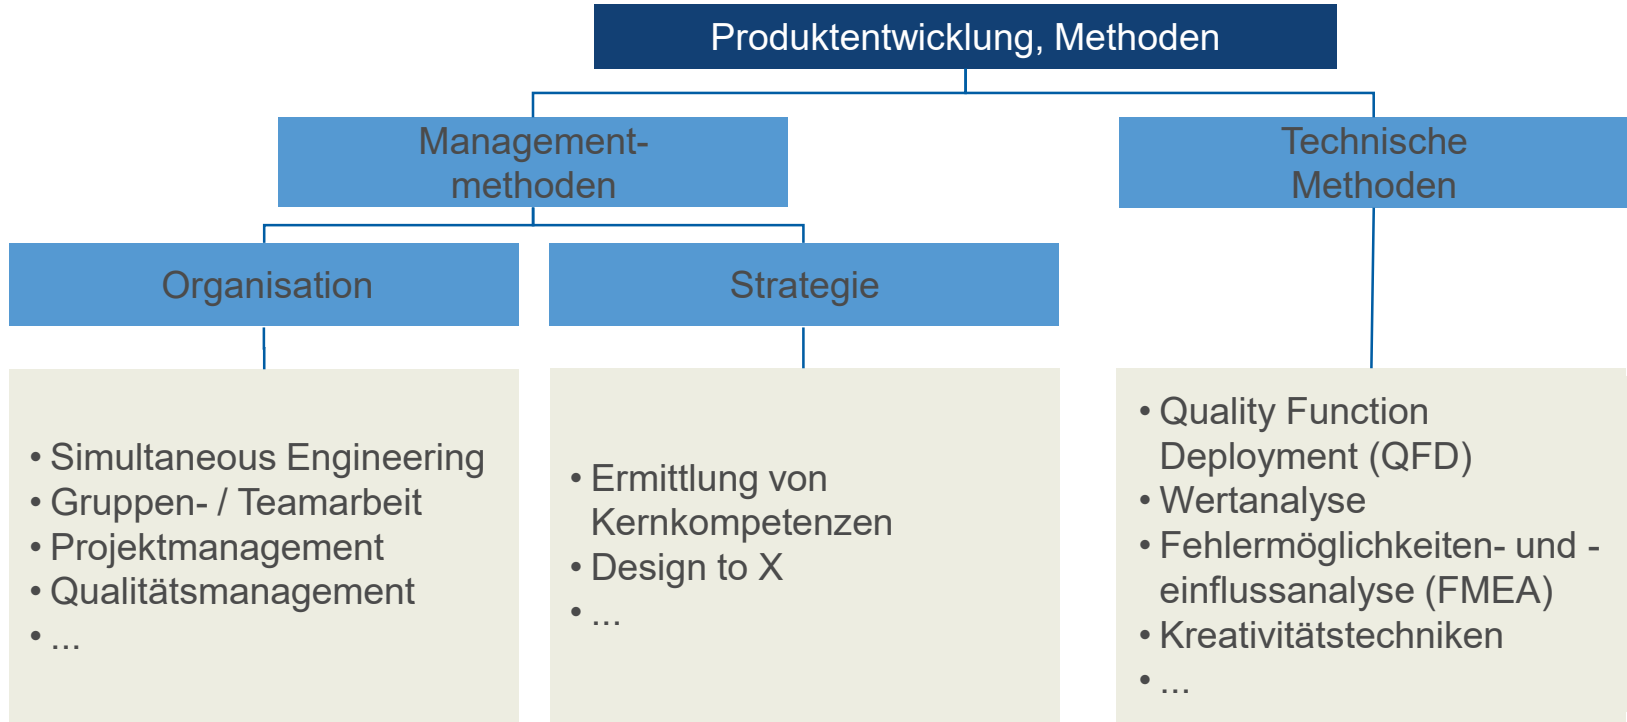 Produktentwicklung, Methoden
Management-
methoden
Technische
Methoden
Organisation
Strategie
• Simultaneous Engineering
• Gruppen- / Teamarbeit
• Projektmanagement
• Qualitätsmanagement
• ...
• Ermittlung von
Kernkompetenzen
• Design to X
• ...
• Quality Function
Deployment (QFD)
• Wertanalyse
• Fehlermöglichkeiten- und -
einflussanalyse (FMEA)
• Kreativitätstechniken
• ...